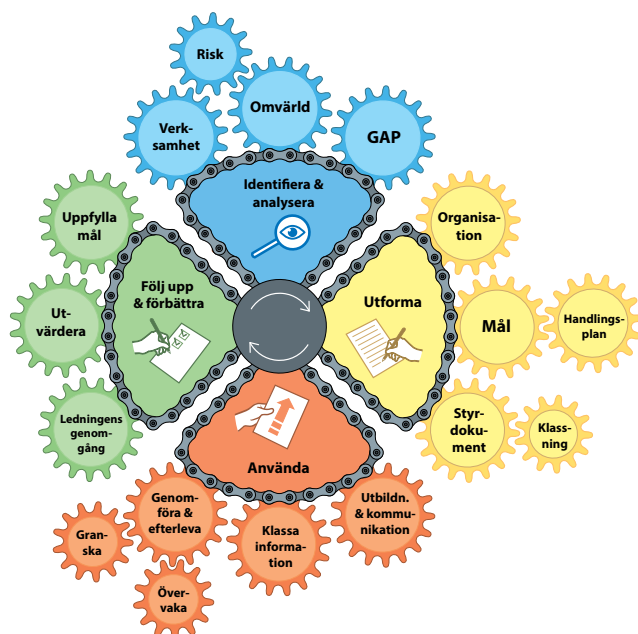 Risk
Omvärld
Verk-
samhet
GAP
Identifiera &
analysera
Uppfylla
mål
Organisa-
tion
Följ upp
& förbättra
Utforma
Ut-
värdera
Mål
Handlings-
plan
Ledningens
genom-
gång
Styr-
doku-
ment
Klass-
ning
Använda
Genom-
föra &
efterleva
Utbildn.
& kommu-
nikation
Gran-
ska
Klassa
informa-
tion
Över-
vaka